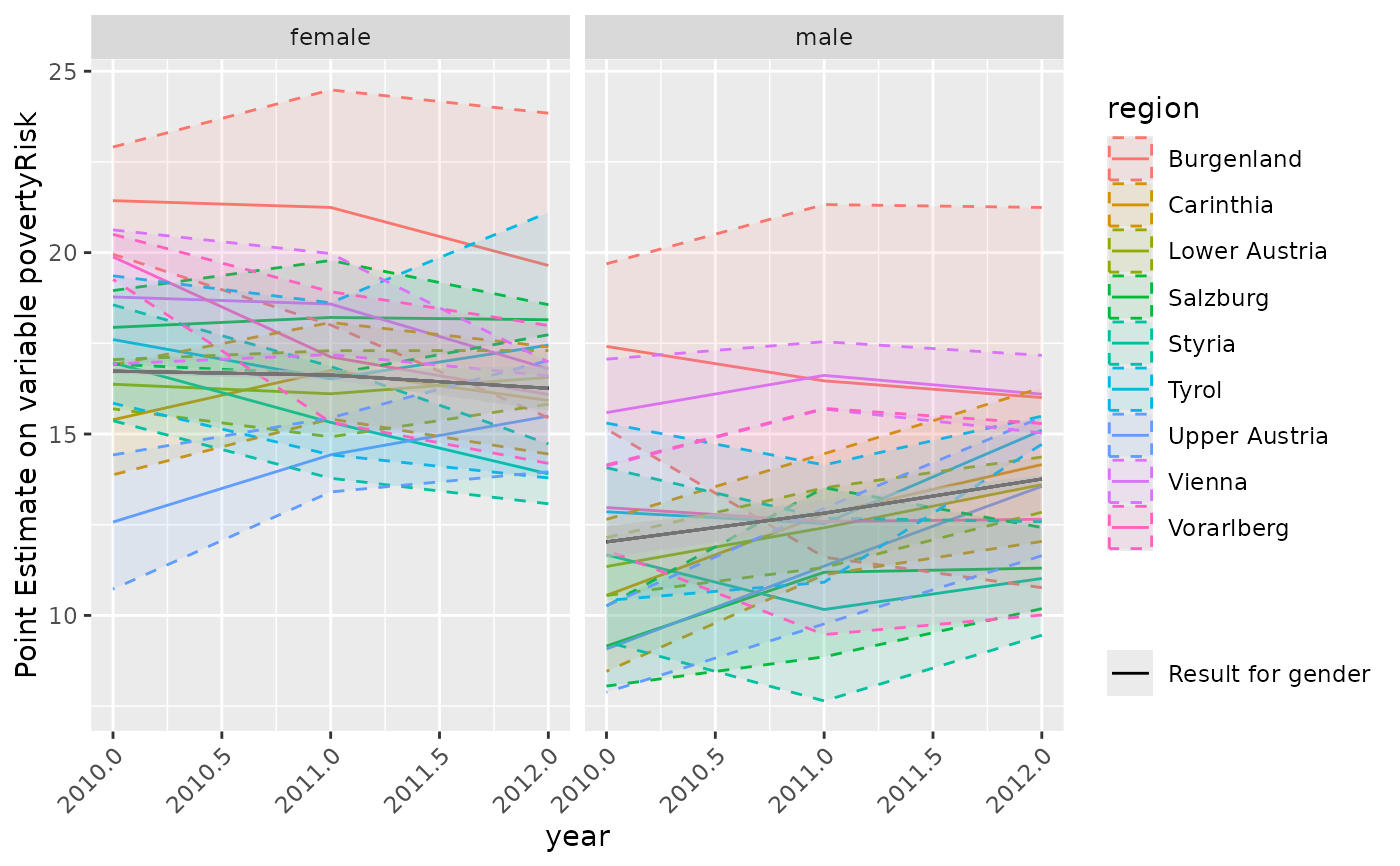 female
male
25
20
15
10
Point Estimate on variable povertyRisk
2010.0
2010.5
2011.0
2011.5
2012.0
2010.0
2010.5
2011.0
2011.5
2012.0
year
region
Burgenland
Carinthia
Lower Austria
Salzburg
Styria
Tyrol
Upper Austria
Vienna
Vorarlberg
Result for gender